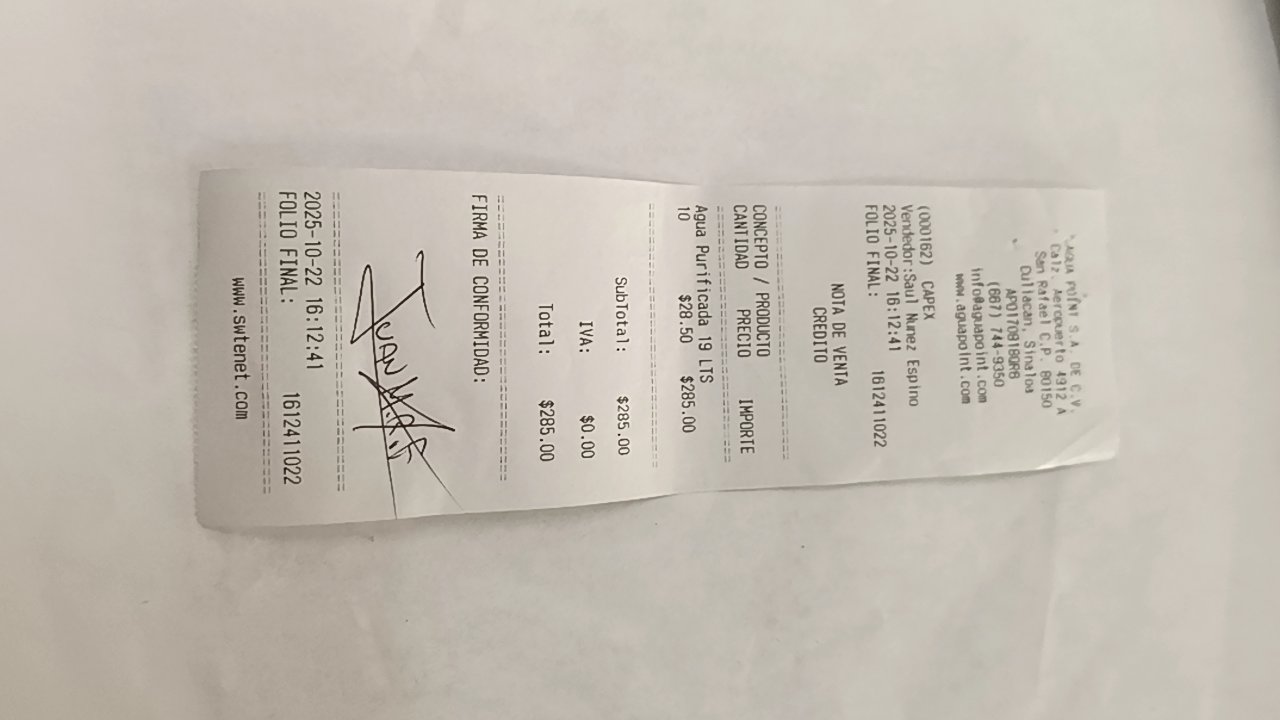 AGUA POINT S.A. DE C.V.
Calz. Aeropuerto 4912 A
San Rafael C.P. 80150
Culiacan, Sinaloa
(667) 744-9350
info@aguapoint.com
www.aguapoint.com
(000162) CAPEX
Vendedor:Saul Nunez Espino
2025-10-22 16:12:41
FOLIO FINAL: 1612411022
NOTA DE VENTA
CREDITO
CONCEPTO / PRODUCTO
CANTIDAD PRECIO IMPORTE
Agua Purificada 19 LTS
10 $28.50 $285.00
SubTotal: $285.00
IVA: $0.00
Total: $285.00
FIRMA DE CONFORMIDAD:
Juan
2025-10-22 16:12:41
FOLIO FINAL: 1612411022
www.swtenet.com